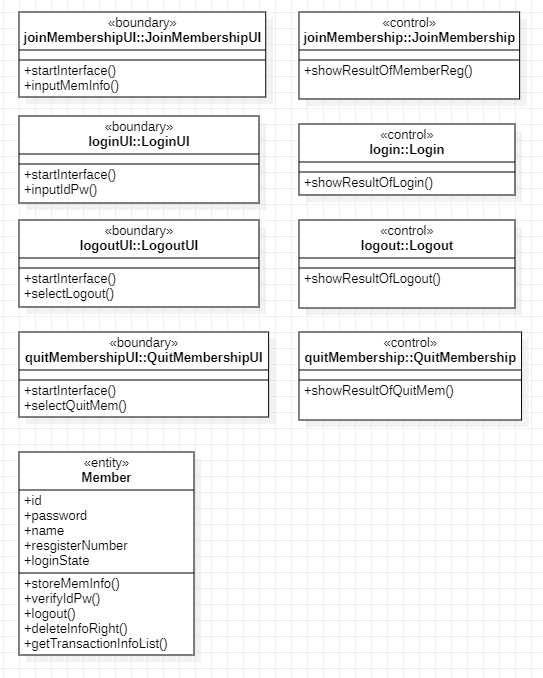 «boundary»
joinMembershipUI::JoinMembershipUI
+startInterface()
+inputMemInfo()
«control»
joinMembership::JoinMembership
+showResultOfMemberReg()
«boundary»
loginUI::LoginUI
+startInterface()
+inputIdPw()
«control»
login::Login
+showResultOfLogin()
«boundary»
logoutUI::LogoutUI
+startInterface()
+selectLogout()
«control»
logout::Logout
+showResultOfLogout()
«boundary»
quitMembershipUI::QuitMembershipUI
+startInterface()
+selectQuitMem()
«control»
quitMembership::QuitMembership
+showResultOfQuitMem()
«entity»
Member
+id
+password
+name
+resgisterNumber
+loginState
+storeMemInfo()
+verifyIdPw()
+logout()
+deleteInfoRight()
+getTransactionInfoList()